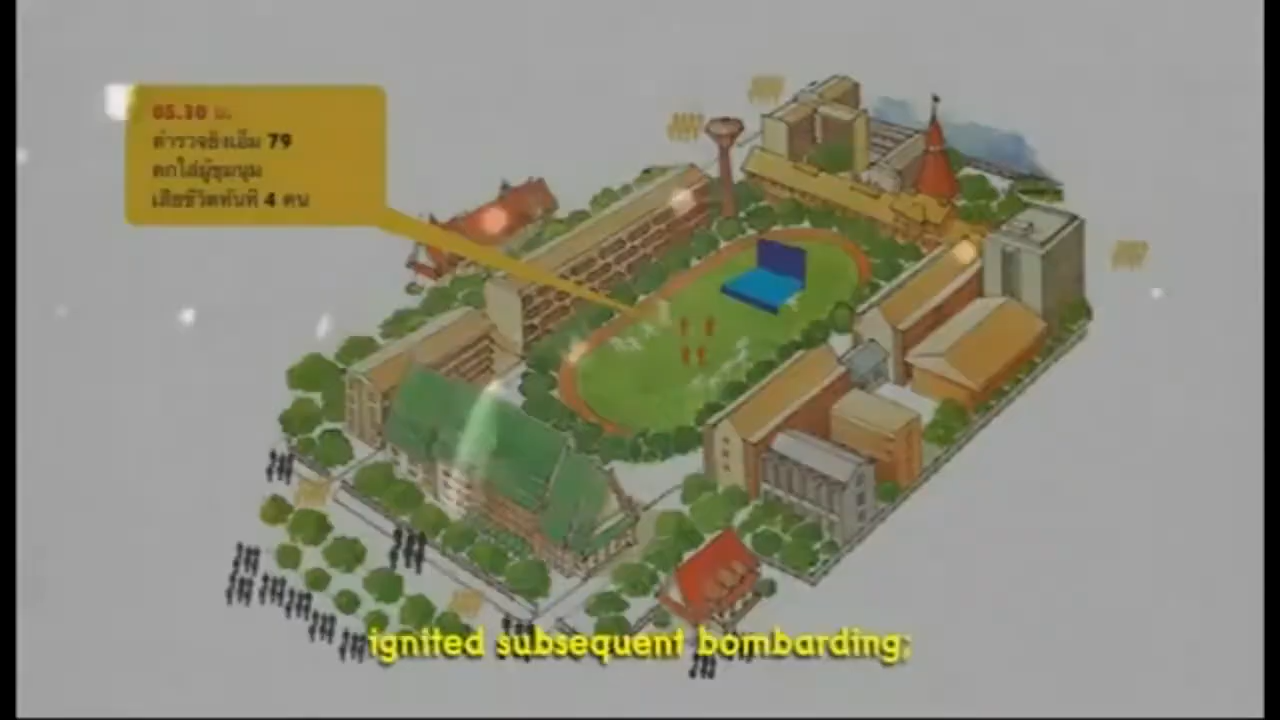 05.30 น.
ตำรวจยิงเอ็ม 79
ตกใส่ผู้ชุมนุม
เสียชีวิตทันที 4 คน
ignited subsequent bombarding;